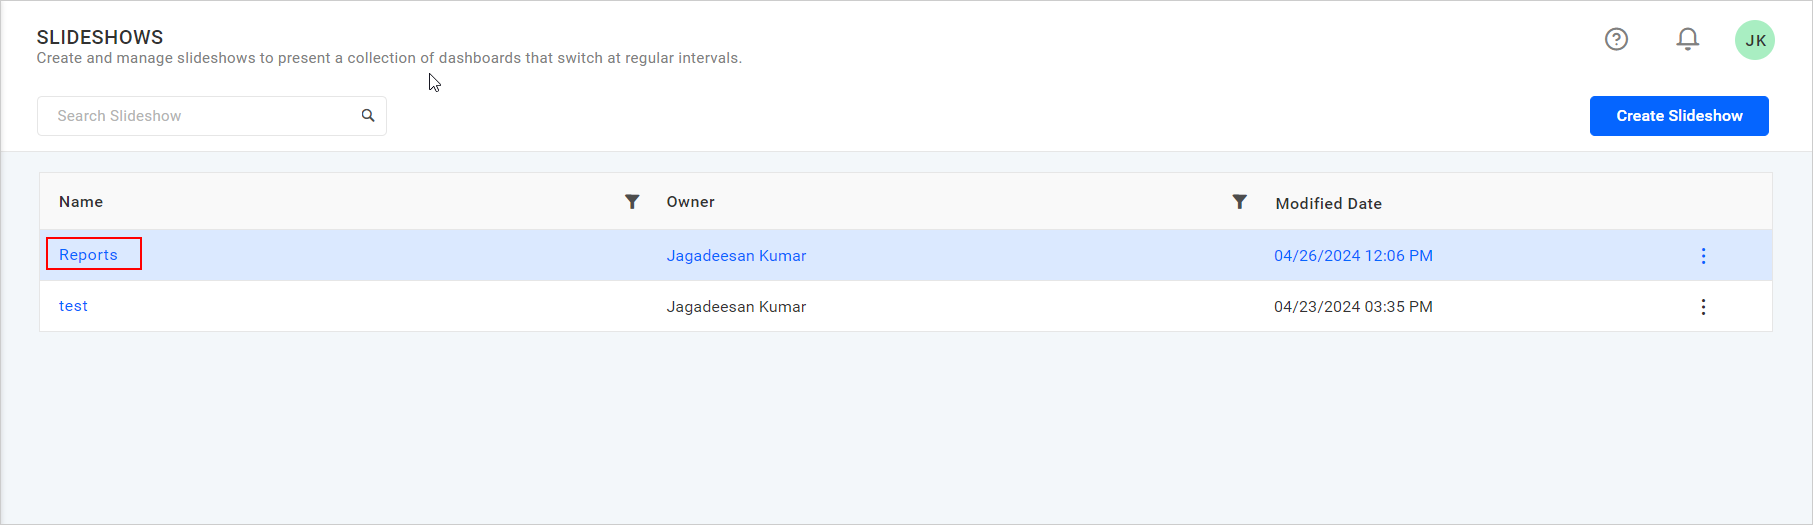 SLIDESHOWS
Create and manage slideshows to present a collection of dashboards that switch at regular intervals.
JK
Search Slideshow
Create Slideshow
Name Owner Modified Date
Reports Jagadeesan Kumar 04/26/2024 12:06 PM
test Jagadeesan Kumar 04/23/2024 03:35 PM